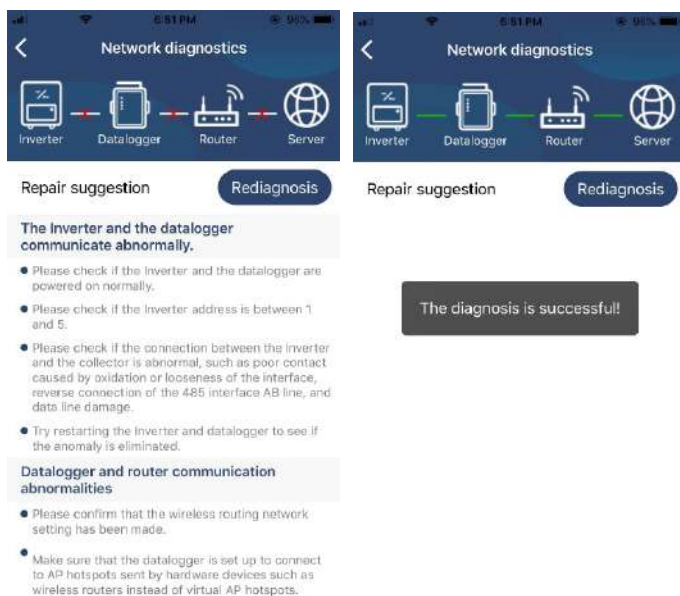 6:51 PM
98%
Network diagnostics
Inverter
Datalogger
Router
Server
Repair suggestion
Rediagnosis
The Inverter and the datalogger
communicate abnormally.
Please check if the Inverter and the datalogger are
powered on normally.
Please check if the Inverter address is between 1
and 5.
Please check if the connection between the Inverter
and the collector is abnormal, such as poor contact
caused by oxidation or looseness of the interface,
reverse connection of the 485 interface AB line, and
data line damage.
Try restarting the Inverter and datalogger to see if
the anomaly is eliminated.
Datalogger and router communication
abnormalities
Please confirm that the wireless routing network
setting has been made.
Make sure that the datalogger is set up to connect
to AP hotspots sent by hardware devices such as
wireless routers instead of virtual AP hotspots.
6:51 PM
98%
Network diagnostics
Inverter
Datalogger
Router
Server
Repair suggestion
Rediagnosis
The diagnosis is successful!